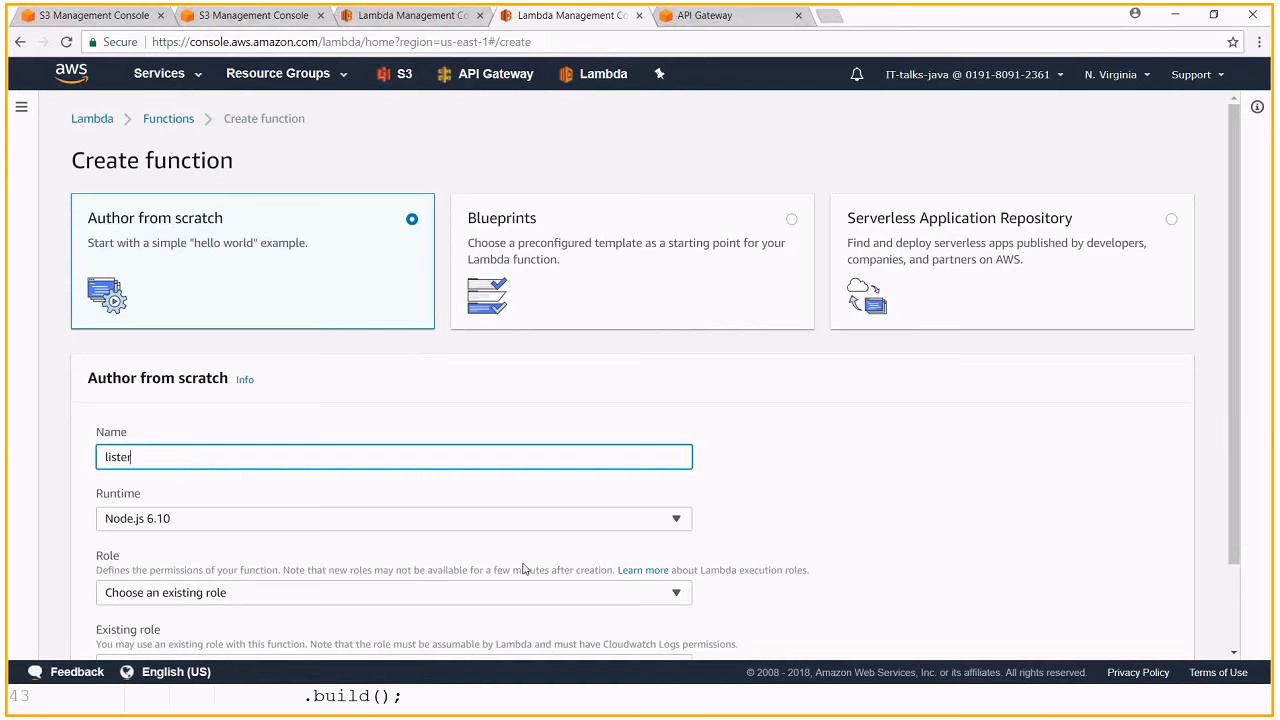 S3 Management Console
S3 Management Console
Lambda Management Co
Lambda Management Co
API Gateway
Secure
https://console.aws.amazon.com/lambda/home?region=us-east-1#/create
aws
Services
Resource Groups
S3
API Gateway
Lambda
IT-talks-java @ 0191-8091-2361
N. Virginia
Support
Lambda
Functions
Create function
Create function
Author from scratch
Start with a simple "hello world" example.
Blueprints
Choose a preconfigured template as a starting point for your
Lambda function.
Serverless Application Repository
Find and deploy serverless apps published by developers,
companies, and partners on AWS.
Author from scratch Info
Name
lister
Runtime
Node.js 6.10
Role
Defines the permissions of your function. Note that new roles may not be available for a few minutes after creation. Learn more about Lambda execution roles.
Choose an existing role
Existing role
You may use an existing role with this function. Note that the role must be assumable by Lambda and must have Cloudwatch Logs permissions.
Feedback
English (US)
© 2008 - 2018, Amazon Web Services, Inc. or its affiliates. All rights reserved.
Privacy Policy
Terms of Use
43 .build();